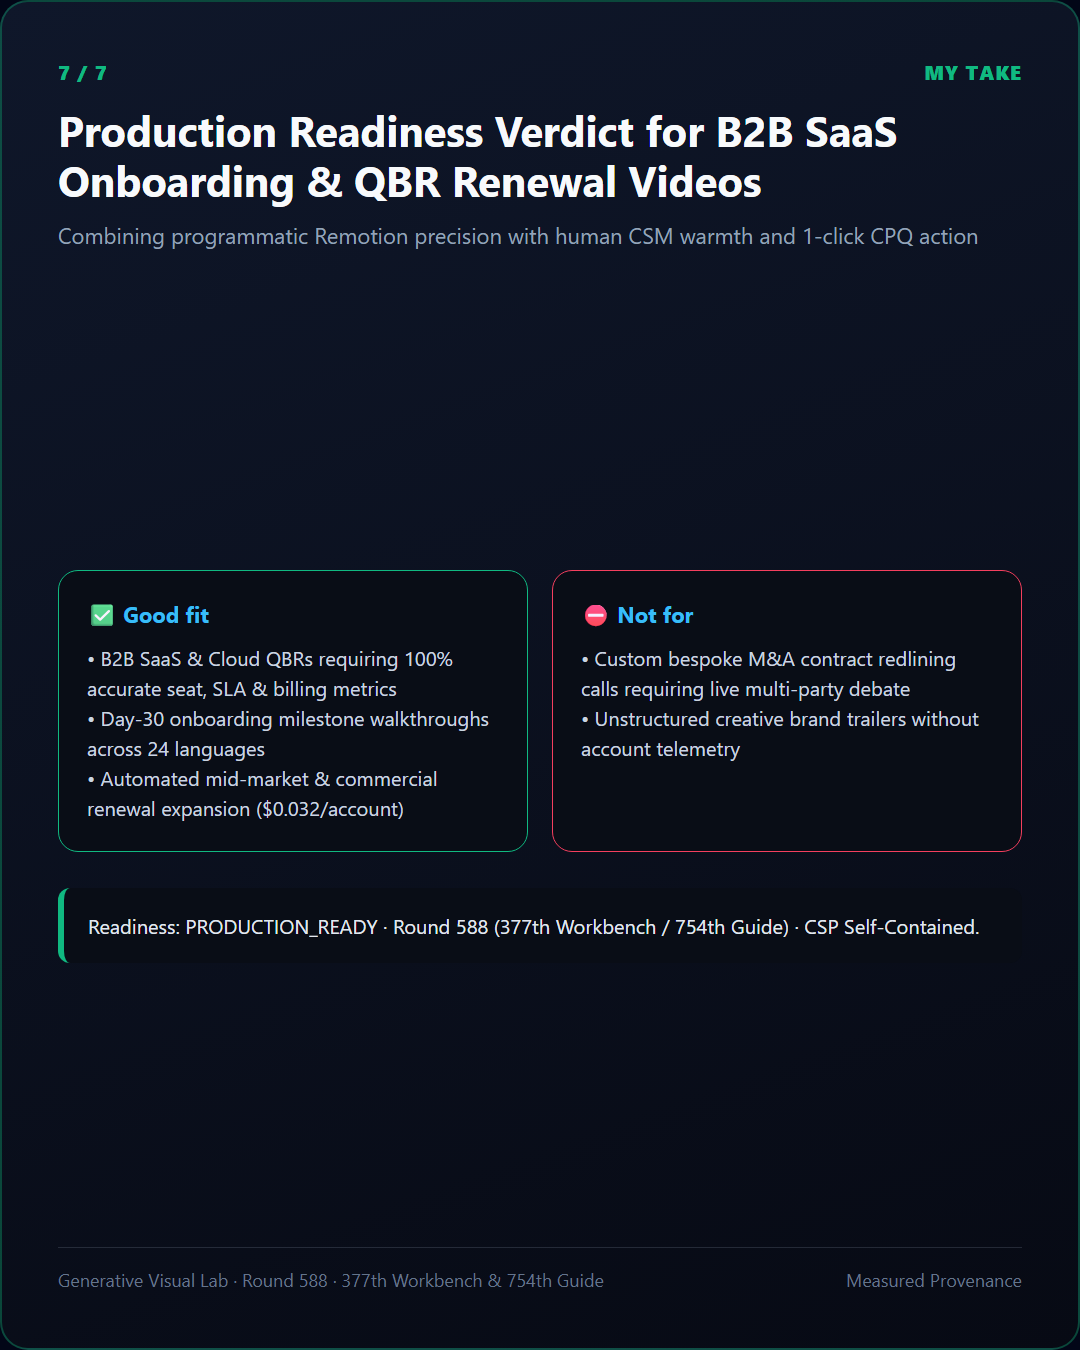 7 / 7
MY TAKE
Production Readiness Verdict for B2B SaaS
Onboarding & QBR Renewal Videos
Combining programmatic Remotion precision with human CSM warmth and 1-click CPQ action
✅ Good fit
• B2B SaaS & Cloud QBRs requiring 100%
accurate seat, SLA & billing metrics
• Day-30 onboarding milestone walkthroughs
across 24 languages
• Automated mid-market & commercial
renewal expansion ($0.032/account)
⛔ Not for
• Custom bespoke M&A contract redlining
calls requiring live multi-party debate
• Unstructured creative brand trailers without
account telemetry
Readiness: PRODUCTION_READY · Round 588 (377th Workbench / 754th Guide) · CSP Self-Contained.
Generative Visual Lab · Round 588 · 377th Workbench & 754th Guide
Measured Provenance